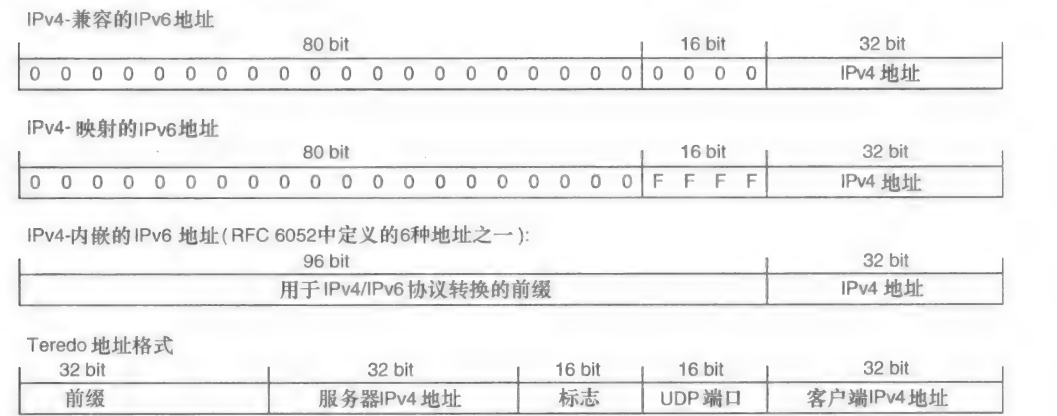 IPv4-兼容的IPv6地址
80 bit 16 bit 32 bit
0 0 0 0 0 0 0 0 0 0 0 0 0 0 0 0 0 0 0 0 0 0 0 0 IPv4 地址
IPv4- 映射的IPv6地址
80 bit 16 bit 32 bit
0 0 0 0 0 0 0 0 0 0 0 0 0 0 0 0 0 0 0 0 F F F F IPv4 地址
IPv4-内嵌的IPv6 地址(RFC 6052中定义的6种地址之一):
96 bit 32 bit
用于 IPv4/IPv6 协议转换的前缀 IPv4 地址
Teredo 地址格式
32 bit 32 bit 16 bit 16 bit 32 bit
前缀 服务器IPv4 地址 标志 UDP 端口 客户端IPv4地址